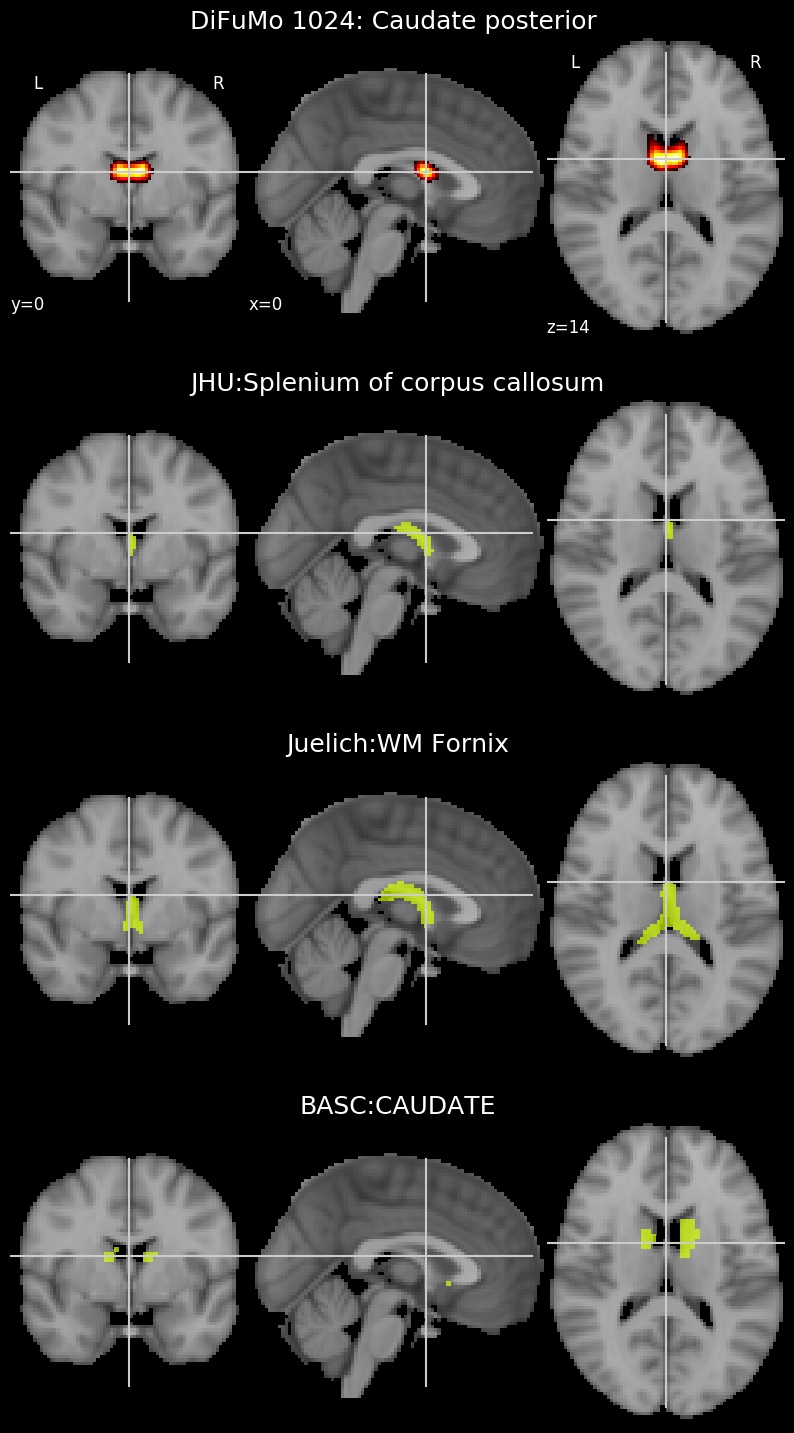 DiFuMo 1024: Caudate posterior
L R L R
y=0 x=0 z=14
JHU:Splenium of corpus callosum
Juelich:WM Fornix
BASC:CAUDATE